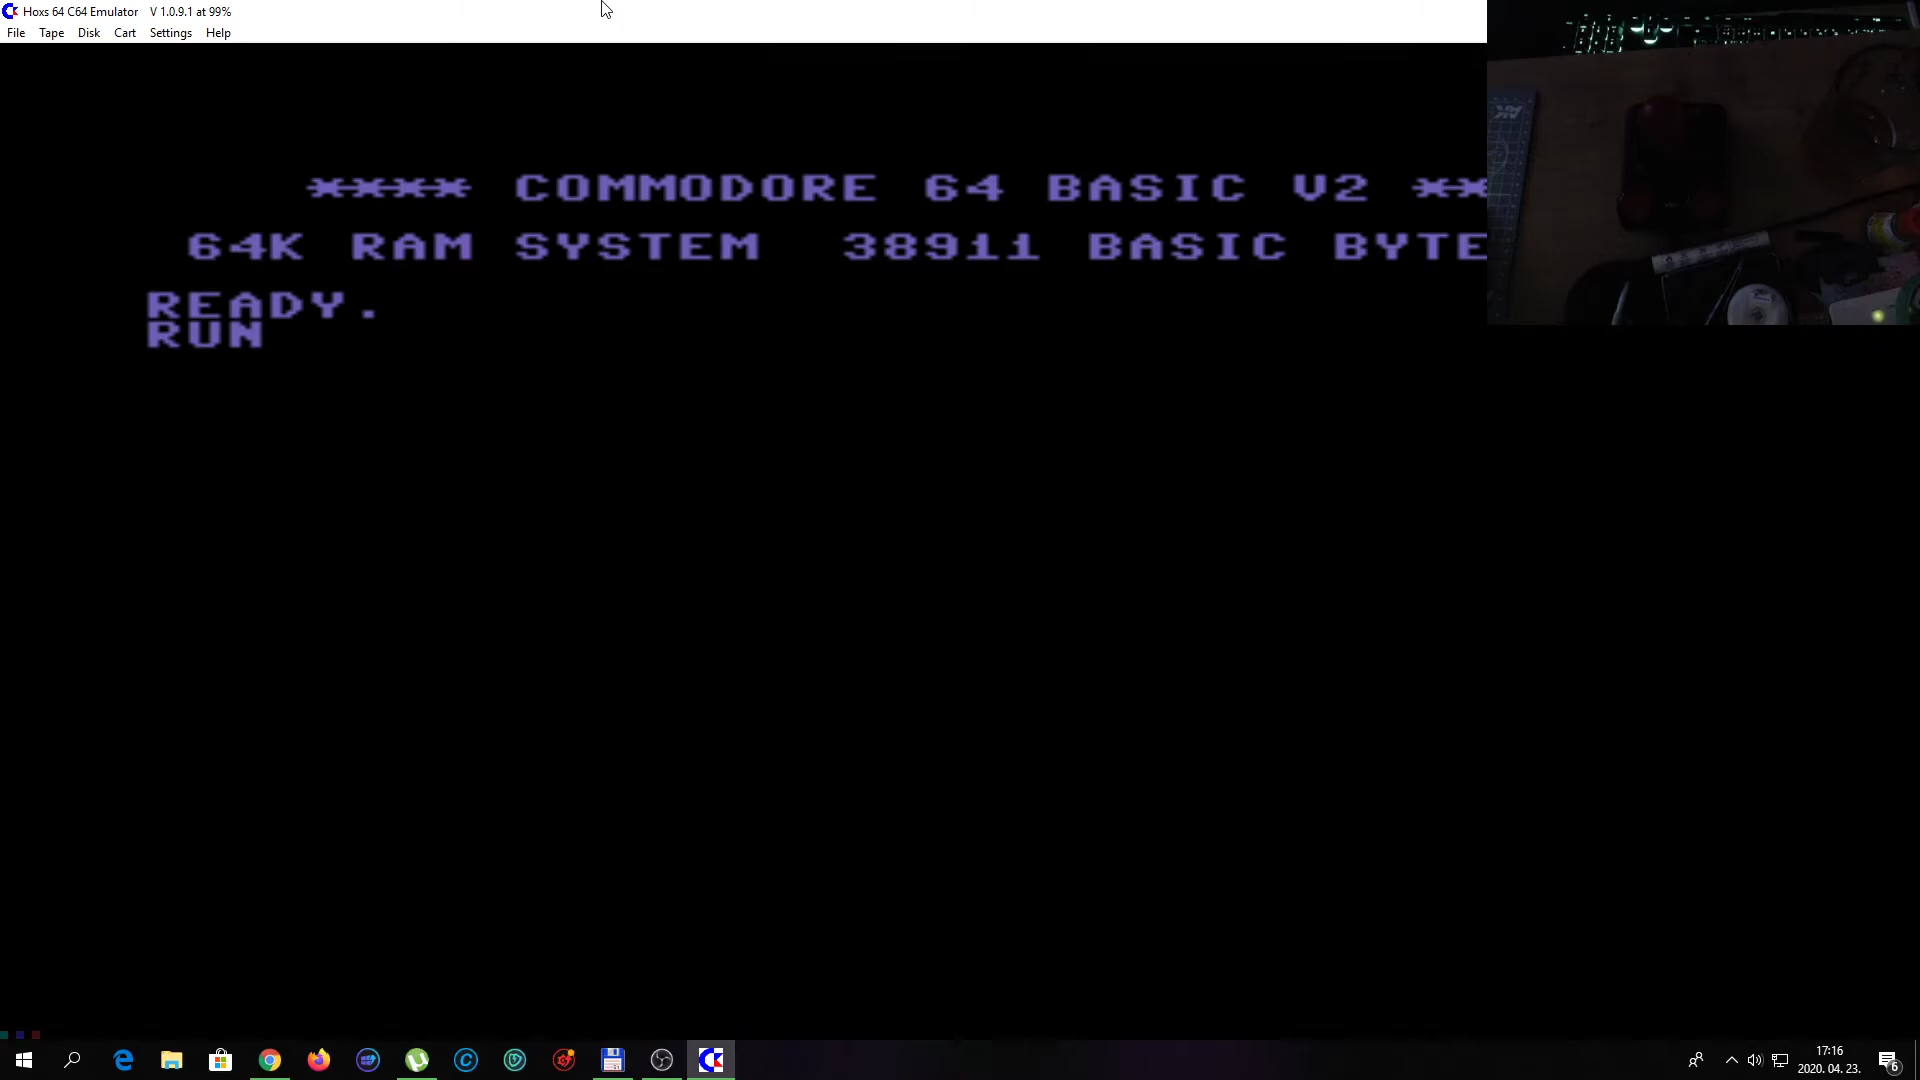 Hoxs 64 C64 Emulator V 1.0.9.1 at 99%
File Tape Disk Cart Settings Help
**** COMMODORE 64 BASIC V2 **
64K RAM SYSTEM 38911 BASIC BYTE
READY.
RUN
17:16
2020. 04. 23.
6